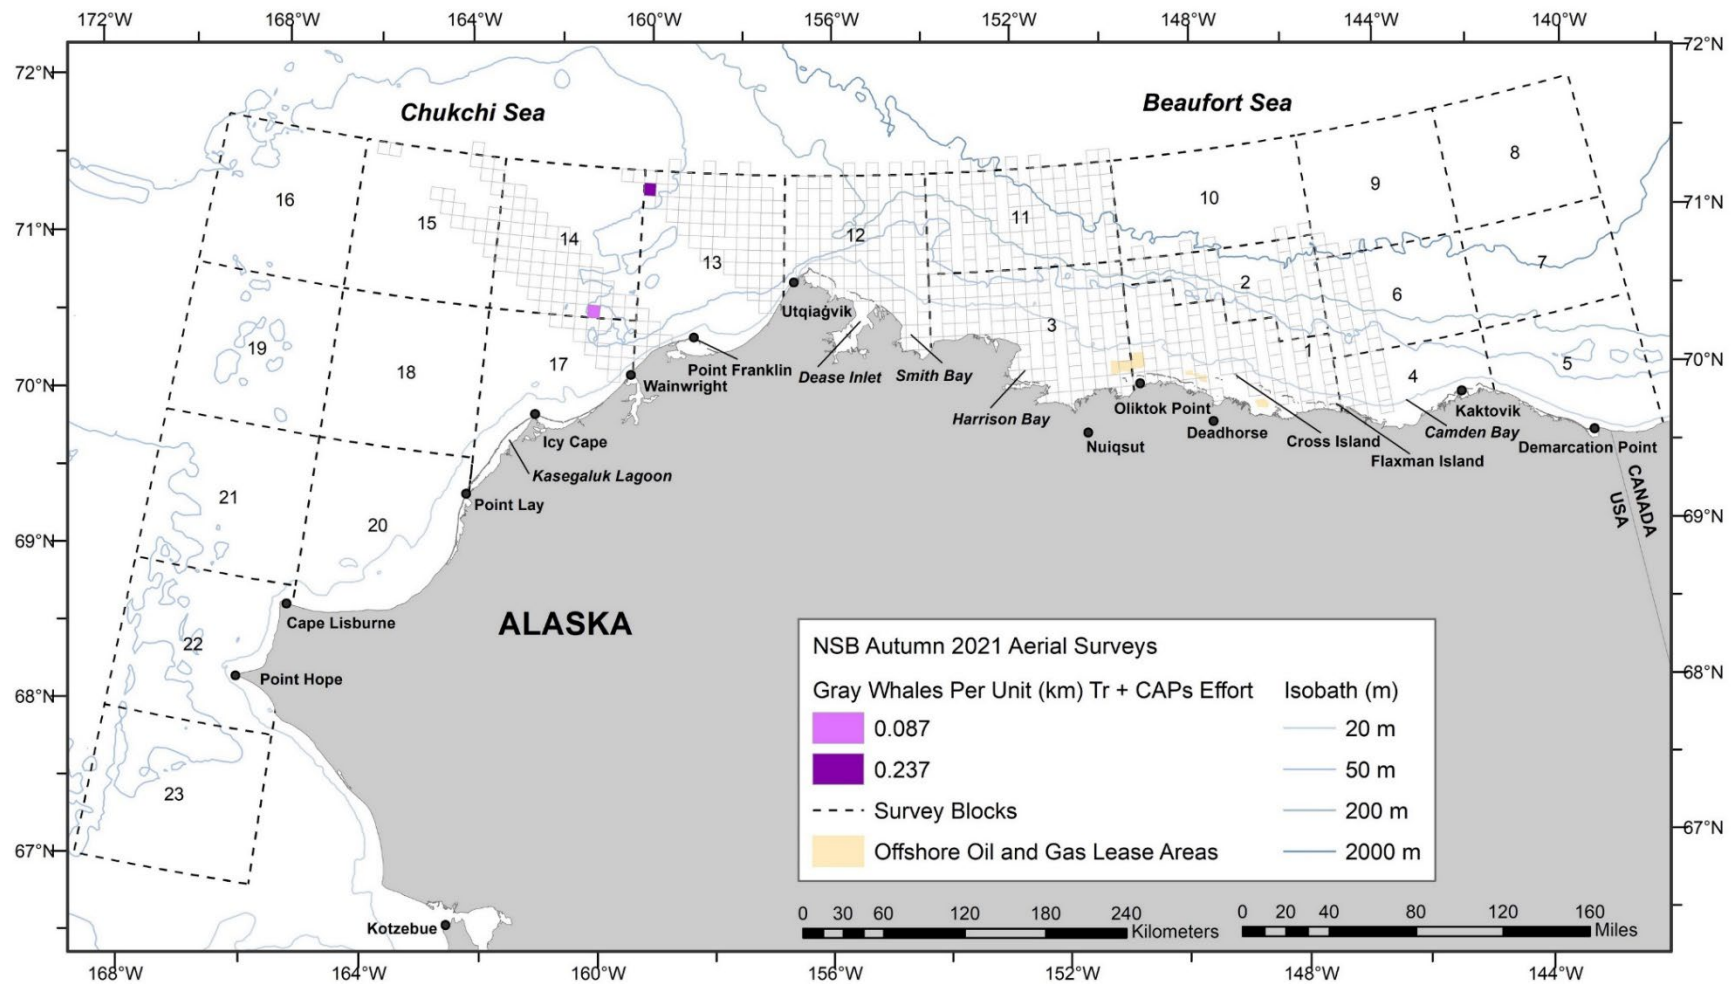 172°W 168°W 164°W 160°W 156°W 152°W 148°W 144°W 140°W
72°N 72°N
Chukchi Sea
Beaufort Sea
8
9
16
10
71°N 71°N
15
11
14
12
13
7
2
6
Utqiaġvik
3
19
1
Point Franklin
Dease Inlet
Smith Bay
17
18
5
4
70°N 70°N
Wainwright
Harrison Bay
Oliktok Point
Kaktovik
Icy Cape
Nuiqsut
Deadhorse
Cross Island
Camden Bay
Flaxman Island
Demarcation Point
Kasegaluk Lagoon
21
Point Lay
20
CANADA
USA
69°N 69°N
Cape Lisburne
ALASKA
22
Point Hope
68°N 68°N
NSB Autumn 2021 Aerial Surveys
Gray Whales Per Unit (km) Tr + CAPs Effort
0.087
0.237
Survey Blocks
Offshore Oil and Gas Lease Areas
Isobath (m)
20 m
50 m
200 m
2000 m
23
67°N 67°N
Kotzebue
0 30 60 120 180 240
Kilometers
0 20 40 80 120 160
Miles
168°W 164°W 160°W 156°W 152°W 148°W 144°W